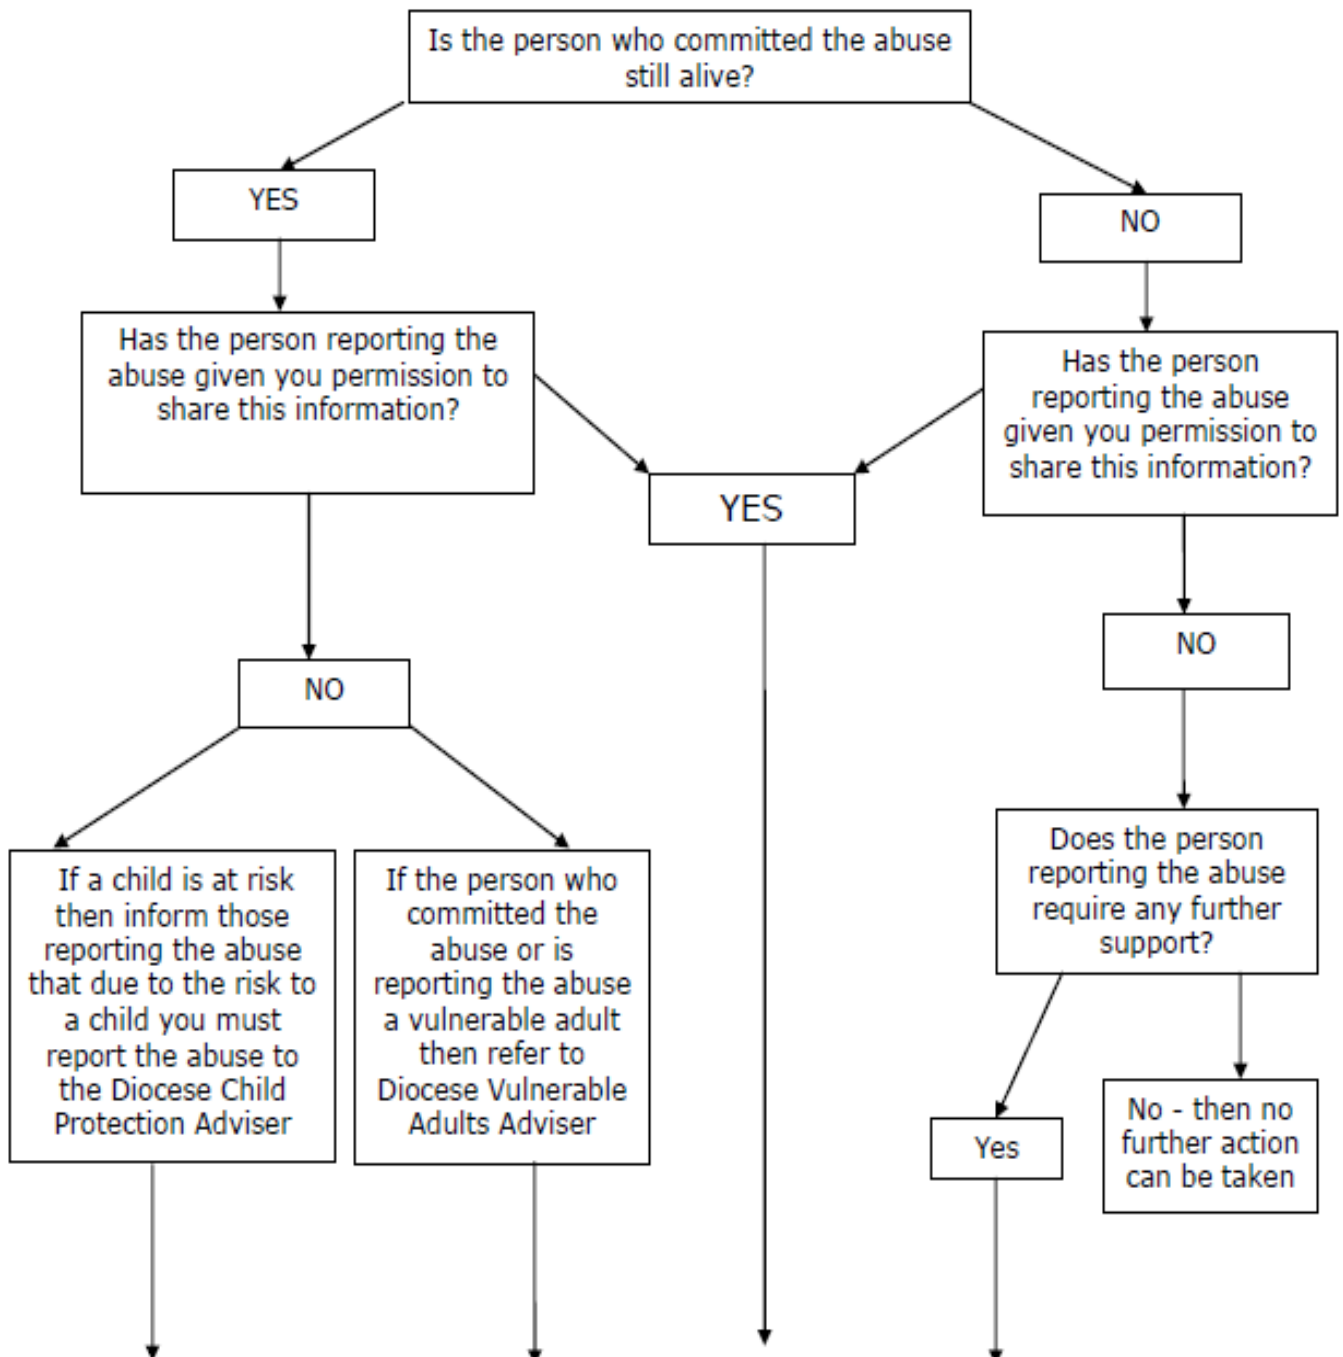 Is the person who committed the abuse
still alive?
YES
NO
Has the person reporting the
abuse given you permission to
share this information?
Has the person
reporting the abuse
given you permission to
share this information?
YES
NO
NO
Does the person
reporting the abuse
require any further
support?
If a child is at risk
then inform those
reporting the abuse
that due to the risk to
a child you must
report the abuse to
the Diocese Child
Protection Adviser
If the person who
committed the
abuse or is
reporting the abuse
a vulnerable adult
then refer to
Diocese Vulnerable
Adults Adviser
Yes
No - then no
further action
can be taken